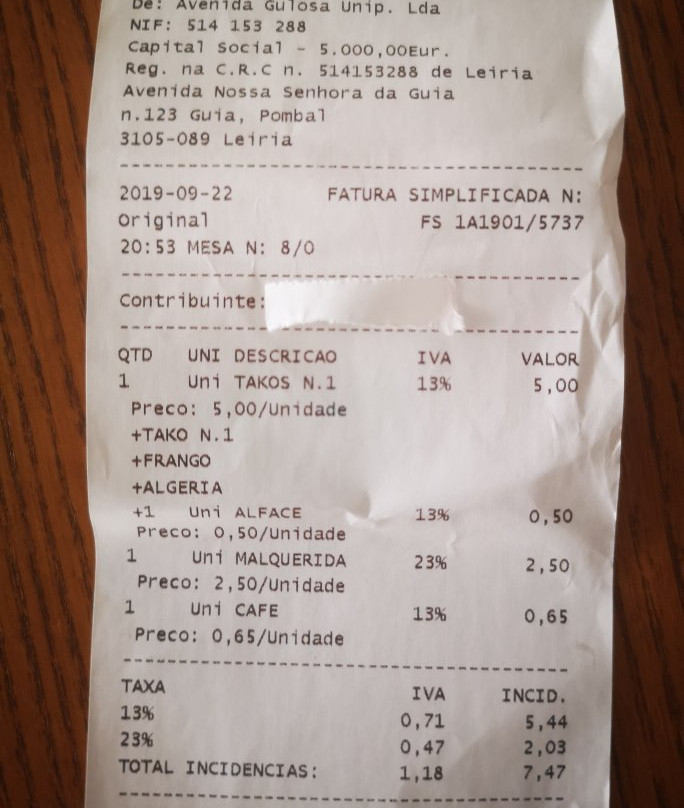 De: Avenida Gulosa Unip. Lda
NIF: 514 153 288
Capital Social - 5.000,00Eur.
Reg. na C.R.C n. 514153288 de Leiria
Avenida Nossa Senhora da Guia
n.123 Guia, Pombal
3105-089 Leiria
2019-09-22 FATURA SIMPLIFICADA N:
Original FS 1A1901/5737
20:53 MESA N: 8/0
Contribuinte:
QTD UNI DESCRICAO IVA VALOR
1 Uni TAKOS N.1 13% 5,00
Preco: 5,00/Unidade
+TAKO N.1
+FRANGO
+ALGERIA
+1 Uni ALFACE 13% 0,50
Preco: 0,50/Unidade
1 Uni MALQUERIDA 23% 2,50
Preco: 2,50/Unidade
1 Uni CAFE 13% 0,65
Preco: 0,65/Unidade
TAXA IVA INCID.
13% 0,71 5,44
23% 0,47 2,03
TOTAL INCIDENCIAS: 1,18 7,47